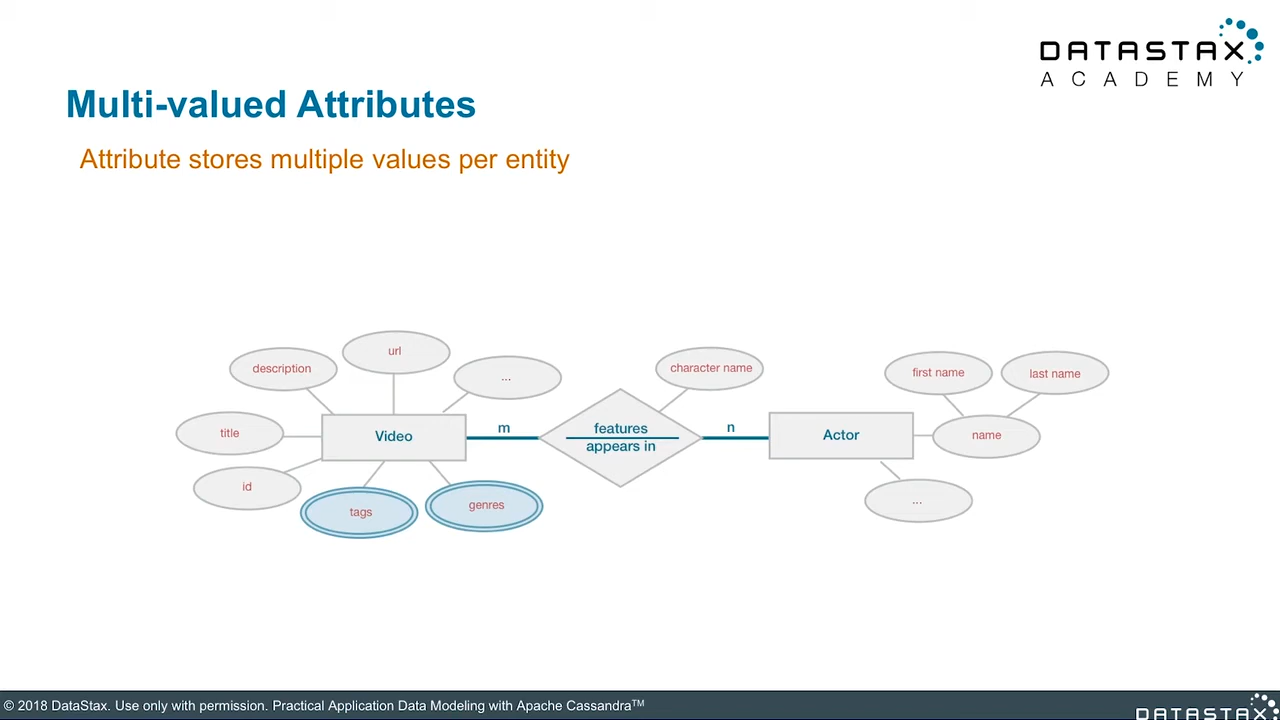 DATASTAX
ACADEMY
Multi-valued Attributes
Attribute stores multiple values per entity
url
description
...
character name
first name
last name
title
Video
m
features
appears in
n
Actor
name
id
tags
genres
...
© 2018 DataStax. Use only with permission. Practical Application Data Modeling with Apache Cassandra™
DATASTAX